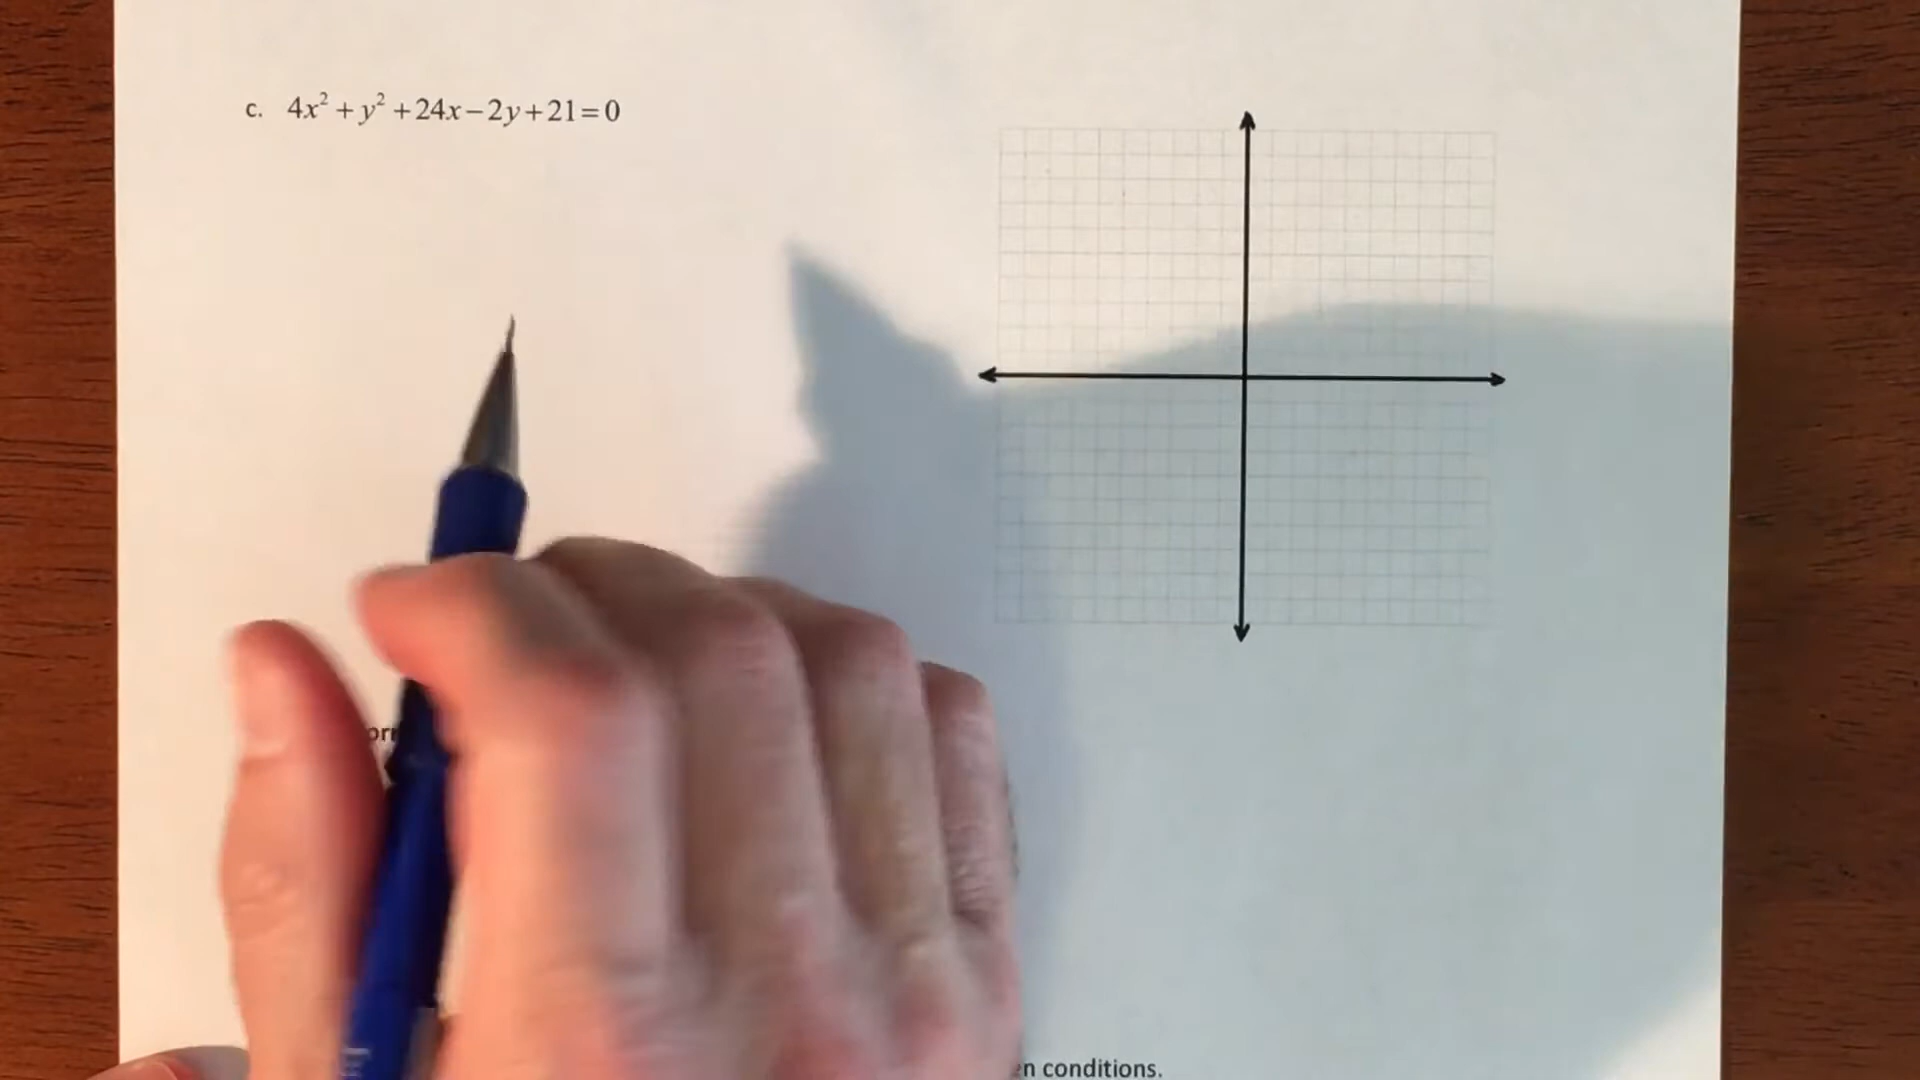 c. 4x² + y² + 24x − 2y + 21 = 0
conditions.